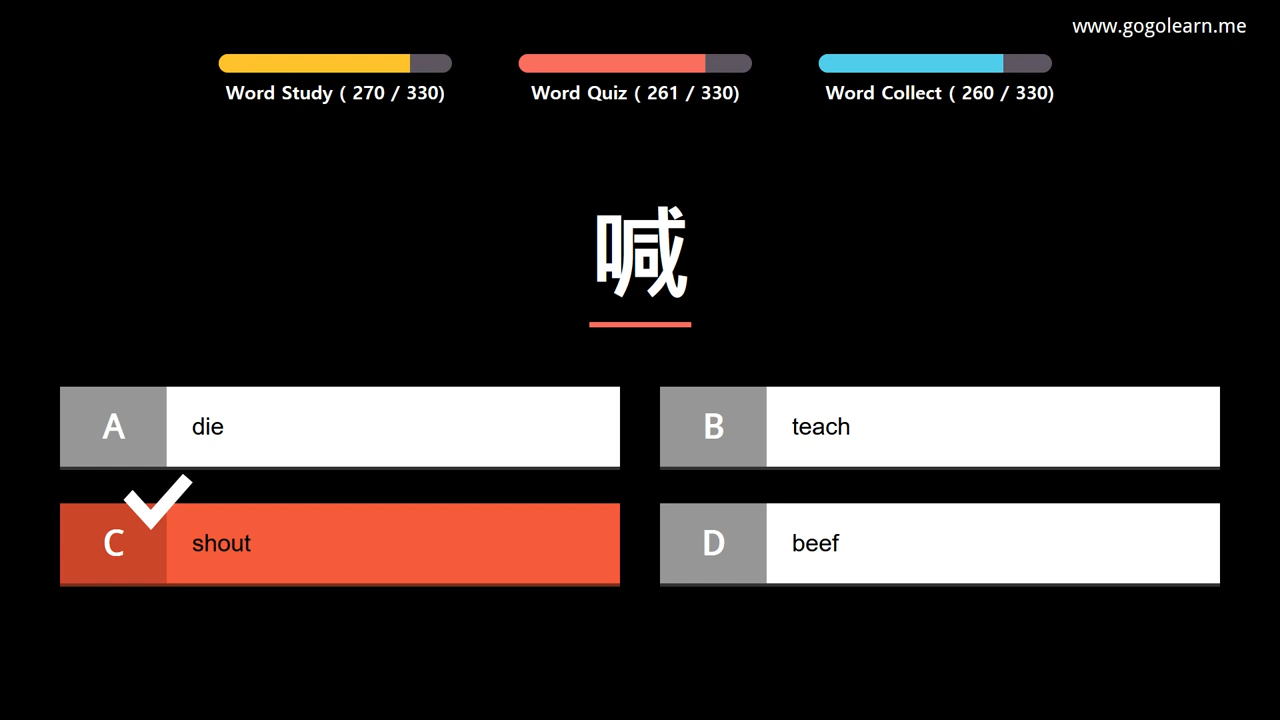 www.gogolearn.me
Word Study ( 270 / 330)
Word Quiz ( 261 / 330)
Word Collect ( 260 / 330)
喊
A die
B teach
C shout
D beef